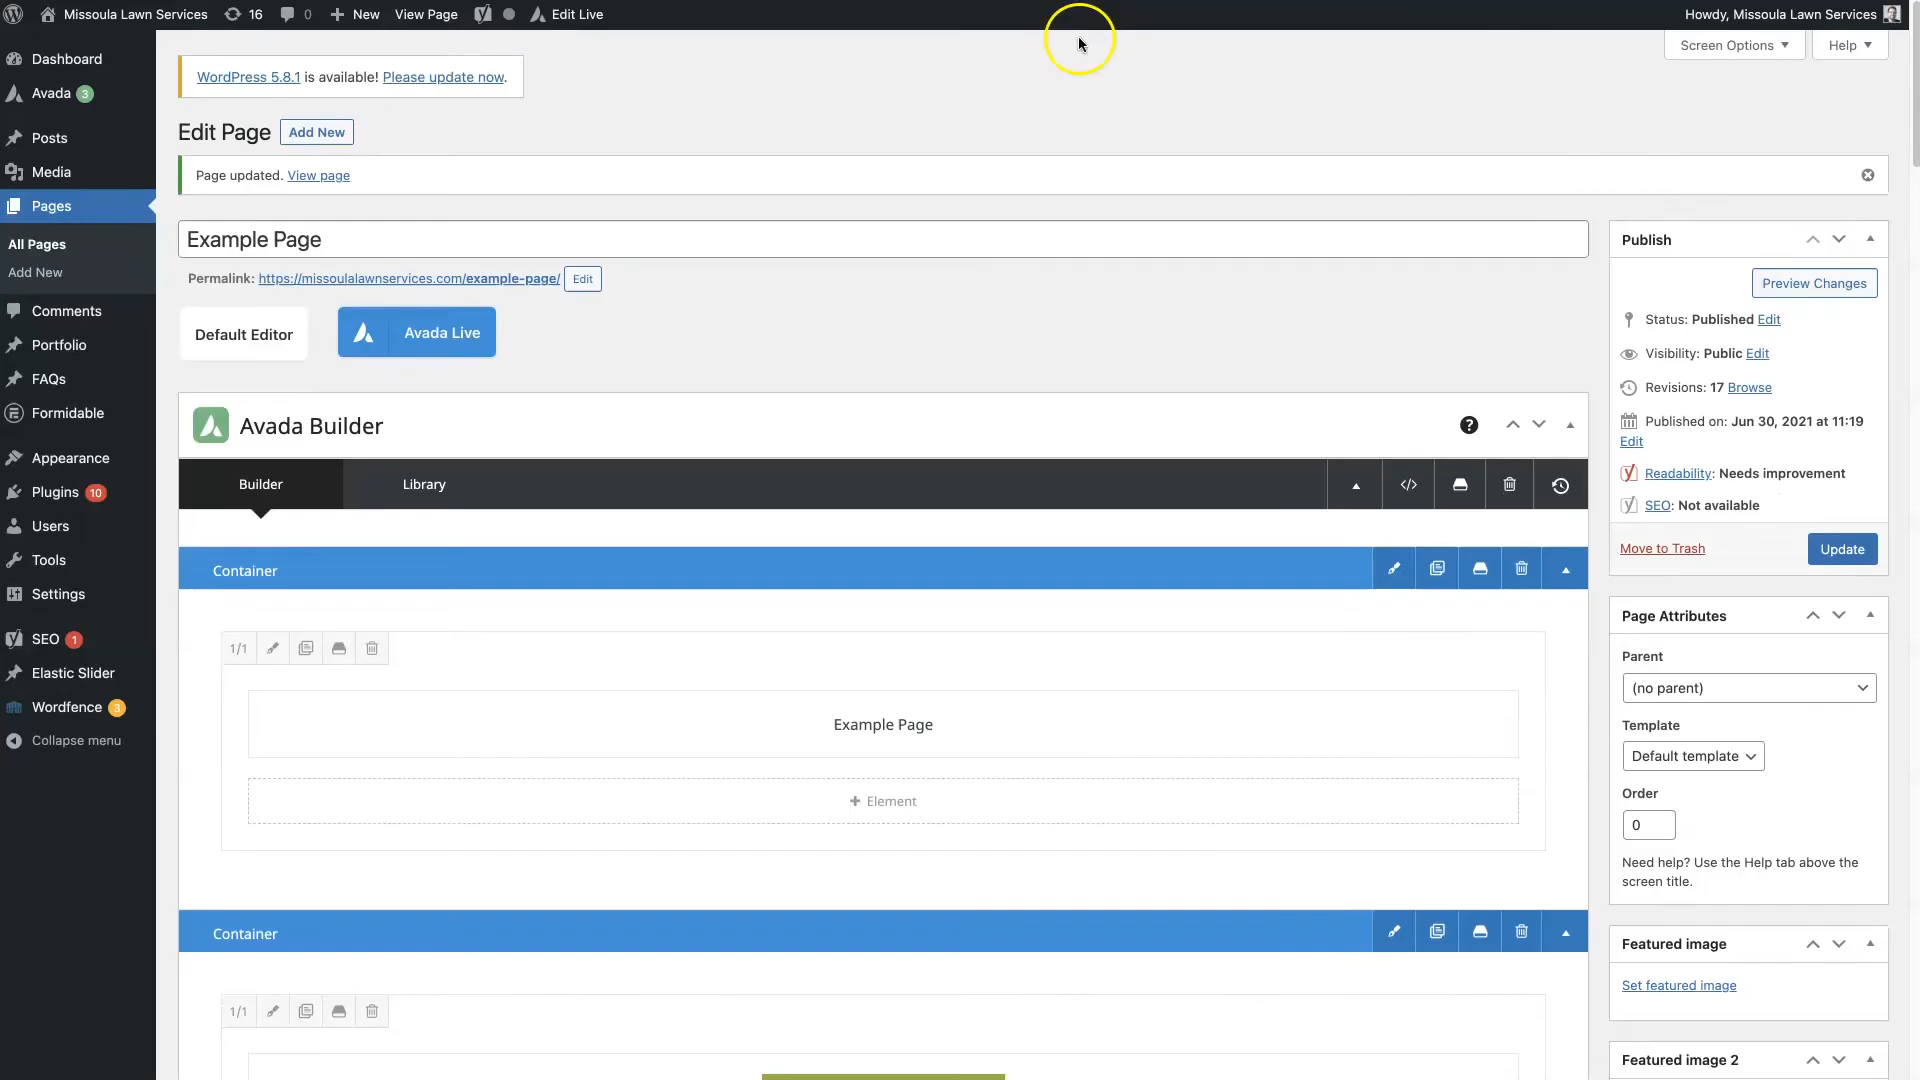 Missoula Lawn Services 16 0 New View Page Edit Live Howdy, Missoula Lawn Services
Screen Options Help
Dashboard
Avada 3
Posts
Media
Pages
All Pages
Add New
Comments
Portfolio
FAQs
Formidable
Appearance
Plugins 10
Users
Tools
Settings
SEO 1
Elastic Slider
Wordfence 3
Collapse menu
WordPress 5.8.1 is available! Please update now.
Edit Page Add New
Page updated. View page
Example Page
Permalink: https://missoulalawnservices.com/example-page/ Edit
Default Editor Avada Live
Avada Builder
Builder Library
Container
1/1
Example Page
+ Element
Container
1/1
Publish
Preview Changes
Status: Published Edit
Visibility: Public Edit
Revisions: 17 Browse
Published on: Jun 30, 2021 at 11:19
Edit
Readability: Needs improvement
SEO: Not available
Move to Trash Update
Page Attributes
Parent
(no parent)
Template
Default template
Order
0
Need help? Use the Help tab above the
screen title.
Featured image
Set featured image
Featured image 2